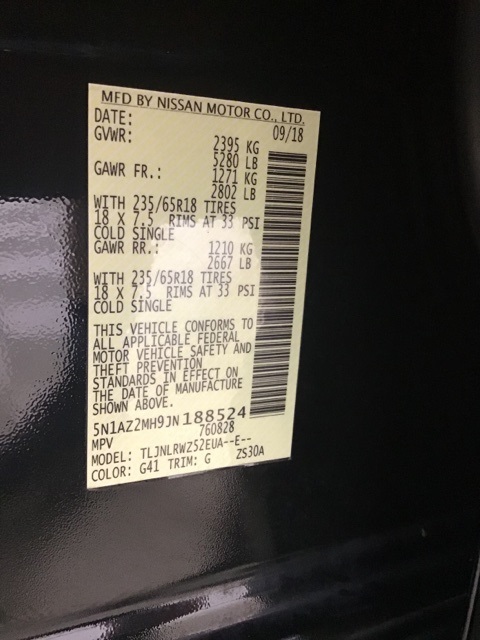 MFD BY NISSAN MOTOR CO., LTD.
DATE: 09/18
GVWR: 2395 KG
5280 LB
GAWR FR.: 1271 KG
2802 LB
WITH 235/65R18 TIRES
18 X 7.5 RIMS AT 33 PSI
COLD SINGLE
GAWR RR.: 1210 KG
2667 LB
WITH 235/65R18 TIRES
18 X 7.5 RIMS AT 33 PSI
COLD SINGLE
THIS VEHICLE CONFORMS TO
ALL APPLICABLE FEDERAL
MOTOR VEHICLE SAFETY AND
THEFT PREVENTION
STANDARDS IN EFFECT ON
THE DATE OF MANUFACTURE
SHOWN ABOVE.
5N1AZ2MH9JN188524
MPV 760828
MODEL: TLJNLRWZ52EUA--E--
COLOR: G41 TRIM: G ZS30A